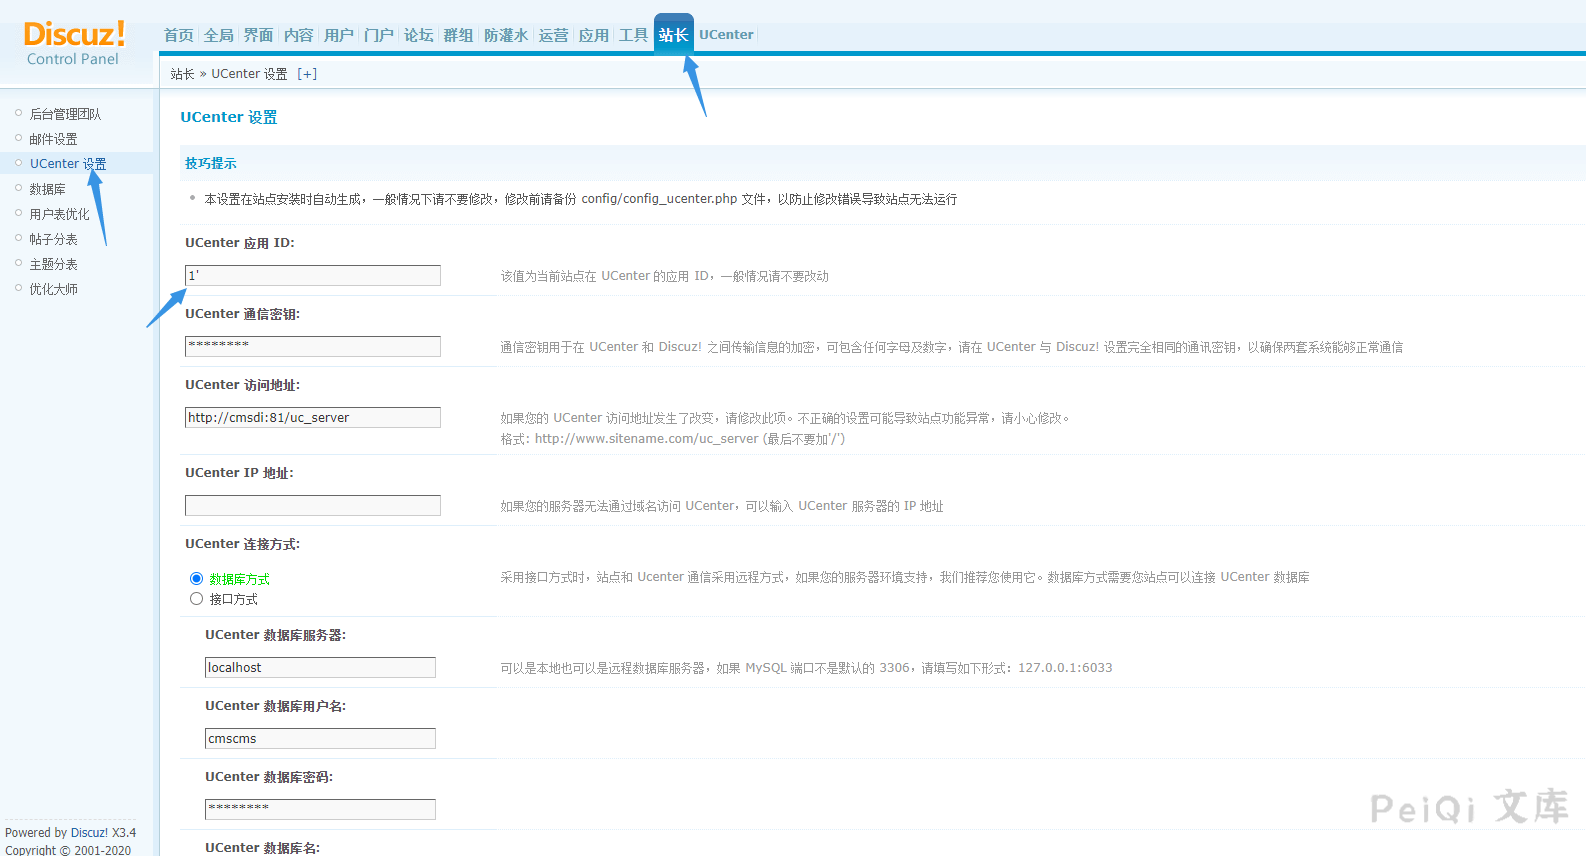 Discuz!
Control Panel
首页 全局 界面 内容 用户 门户 论坛 群组 防灌水 运营 应用 工具 站长 UCenter
站长 » UCenter 设置 [+]
后台管理团队
邮件设置
UCenter 设置
数据库
用户表优化
帖子分表
主题分表
优化大师
UCenter 设置
技巧提示
本设置在站点安装时自动生成，一般情况下请不要修改，修改前请备份 config/config_ucenter.php 文件，以防止修改错误导致站点无法运行
UCenter 应用 ID:
1'
该值为当前站点在 UCenter 的应用 ID，一般情况请不要改动
UCenter 通信密钥:
********
通信密钥用于在 UCenter 和 Discuz! 之间传输信息的加密，可包含任何字母及数字，请在 UCenter 与 Discuz! 设置完全相同的通讯密钥，以确保两套系统能够正常通信
UCenter 访问地址:
http://cmsdi:81/uc_server
如果您的 UCenter 访问地址发生了改变，请修改此项。不正确的设置可能导致站点功能异常，请小心修改。
格式: http://www.sitename.com/uc_server (最后不要加'/')
UCenter IP 地址:
如果您的服务器无法通过域名访问 UCenter，可以输入 UCenter 服务器的 IP 地址
UCenter 连接方式:
数据库方式
接口方式
采用接口方式时，站点和 Ucenter 通信采用远程方式，如果您的服务器环境支持，我们推荐您使用它。数据库方式需要您站点可以连接 UCenter 数据库
UCenter 数据库服务器:
localhost
可以是本地也可以是远程数据库服务器，如果 MySQL 端口不是默认的 3306，请填写如下形式：127.0.0.1:6033
UCenter 数据库用户名:
cmscms
UCenter 数据库密码:
********
UCenter 数据库名:
Powered by Discuz! X3.4
Copyright © 2001-2020
PeiQi 文库